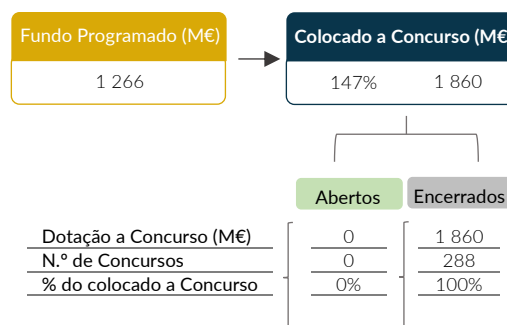 Fundo Programado (M€)
1 266
Colocado a Concurso (M€
147% 1 860
Abertos Encerrados
Dotação a Concurso (M€) 0 1 860
N.º de Concursos 0 288
% do colocado a Concurso 0% 100%